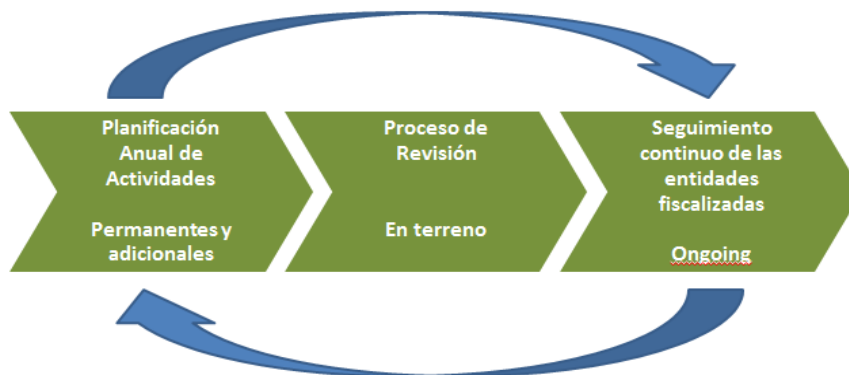 Planificación
Anual de
Actividades
Permanentes y
adicionales
Proceso de
Revisión
En terreno
Seguimiento
continuo de las
entidades
fiscalizadas
Ongoing